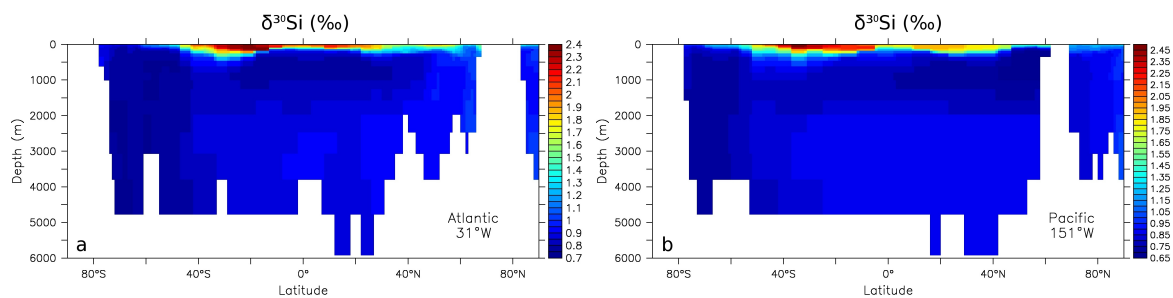 δ³⁰Si (‰)
0
1000
2000
3000
4000
5000
6000
Depth (m)
80°S
40°S
0°
40°N
80°N
Latitude
Atlantic
31°W
a
2.4
2.3
2.2
2.1
2
1.9
1.8
1.7
1.6
1.5
1.4
1.3
1.2
1.1
1
0.9
0.8
0.7
δ³⁰Si (‰)
0
1000
2000
3000
4000
5000
6000
Depth (m)
80°S
40°S
0°
40°N
80°N
Latitude
Pacific
151°W
b
2.45
2.35
2.25
2.15
2.05
1.95
1.85
1.75
1.65
1.55
1.45
1.35
1.25
1.15
1.05
0.95
0.85
0.75
0.65